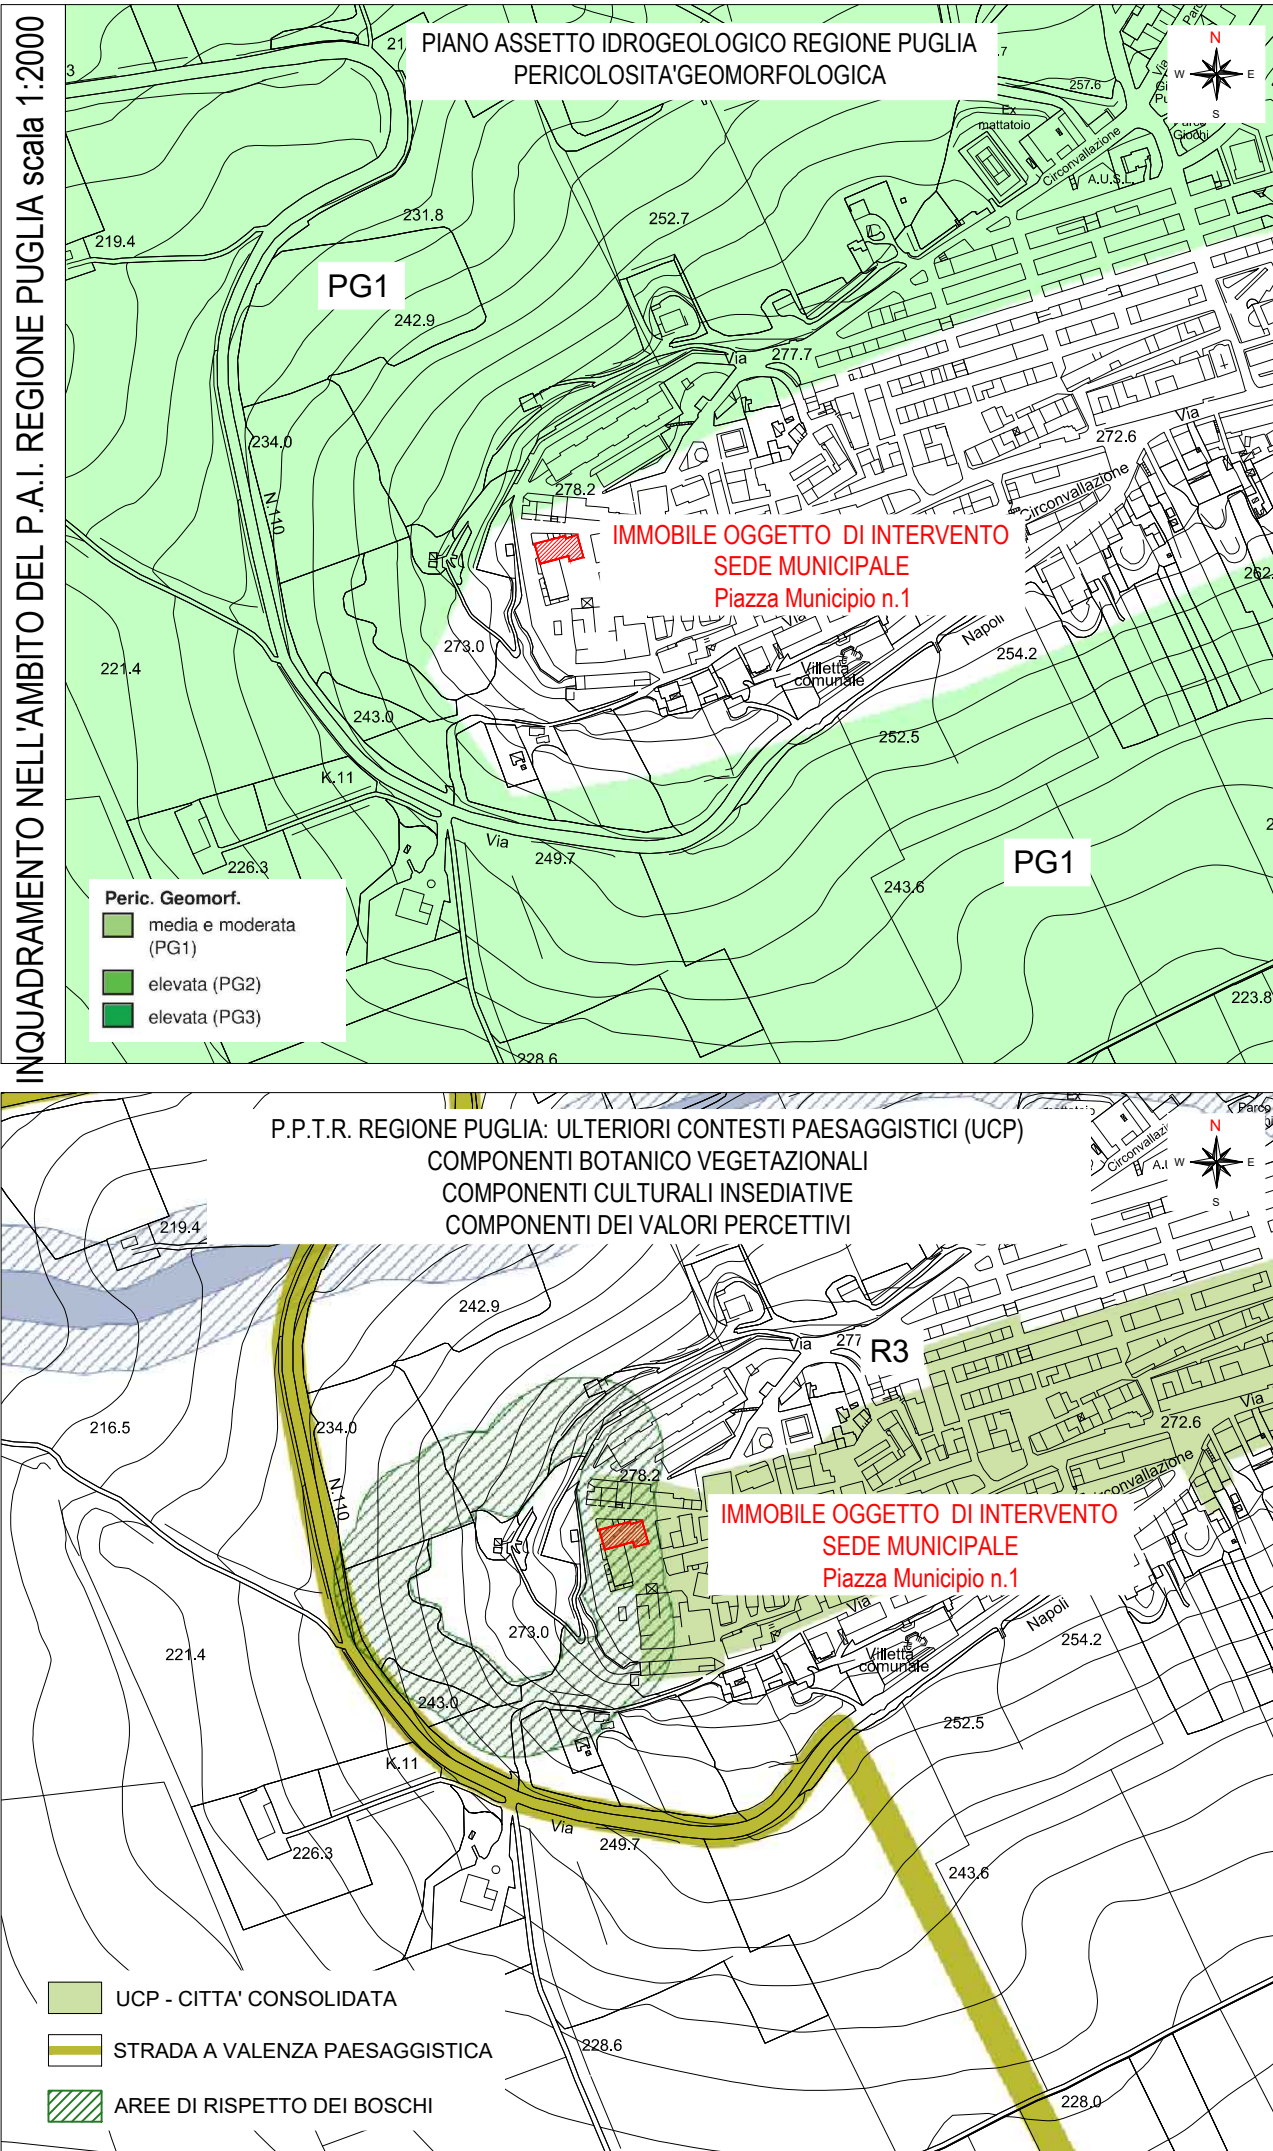 INQUADRAMENTO NELL'AMBITO DEL P.A.I. REGIONE PUGLIA scala 1:2000
PIANO ASSETTO IDROGEOLOGICO REGIONE PUGLIA
PERICOLOSITA'GEOMORFOLOGICA
N
W E
S
257.6
Ex
mattatoio
Giochi
Circonvallazione
A.U.S.L.
231.8
252.7
219.4
PG1
242.9
Via
277.7
234.0
N.110
272.6
Via
Circonvallazione
278.2
IMMOBILE OGGETTO DI INTERVENTO
SEDE MUNICIPALE
Piazza Municipio n.1
Via
262.
Napoli
273.0
254.2
221.4
Villetta
comunale
243.0
252.5
K.11
Via
249.7
226.3
PG1
243.6
Peric. Geomorf.
media e moderata
(PG1)
elevata (PG2)
elevata (PG3)
223.8
228.6
P.P.T.R. REGIONE PUGLIA: ULTERIORI CONTESTI PAESAGGISTICI (UCP)
COMPONENTI BOTANICO VEGETAZIONALI
COMPONENTI CULTURALI INSEDIATIVE
COMPONENTI DEI VALORI PERCETTIVI
Parco
N
W E
S
219.4
242.9
Via
277
R3
216.5
234.0
N.110
272.6
Via
278.2
IMMOBILE OGGETTO DI INTERVENTO
SEDE MUNICIPALE
Piazza Municipio n.1
Via
Napoli
273.0
254.2
221.4
Villetta
comunale
243.0
252.5
K.11
Via
249.7
226.3
243.6
UCP - CITTA' CONSOLIDATA
STRADA A VALENZA PAESAGGISTICA
228.6
AREE DI RISPETTO DEI BOSCHI
228.0